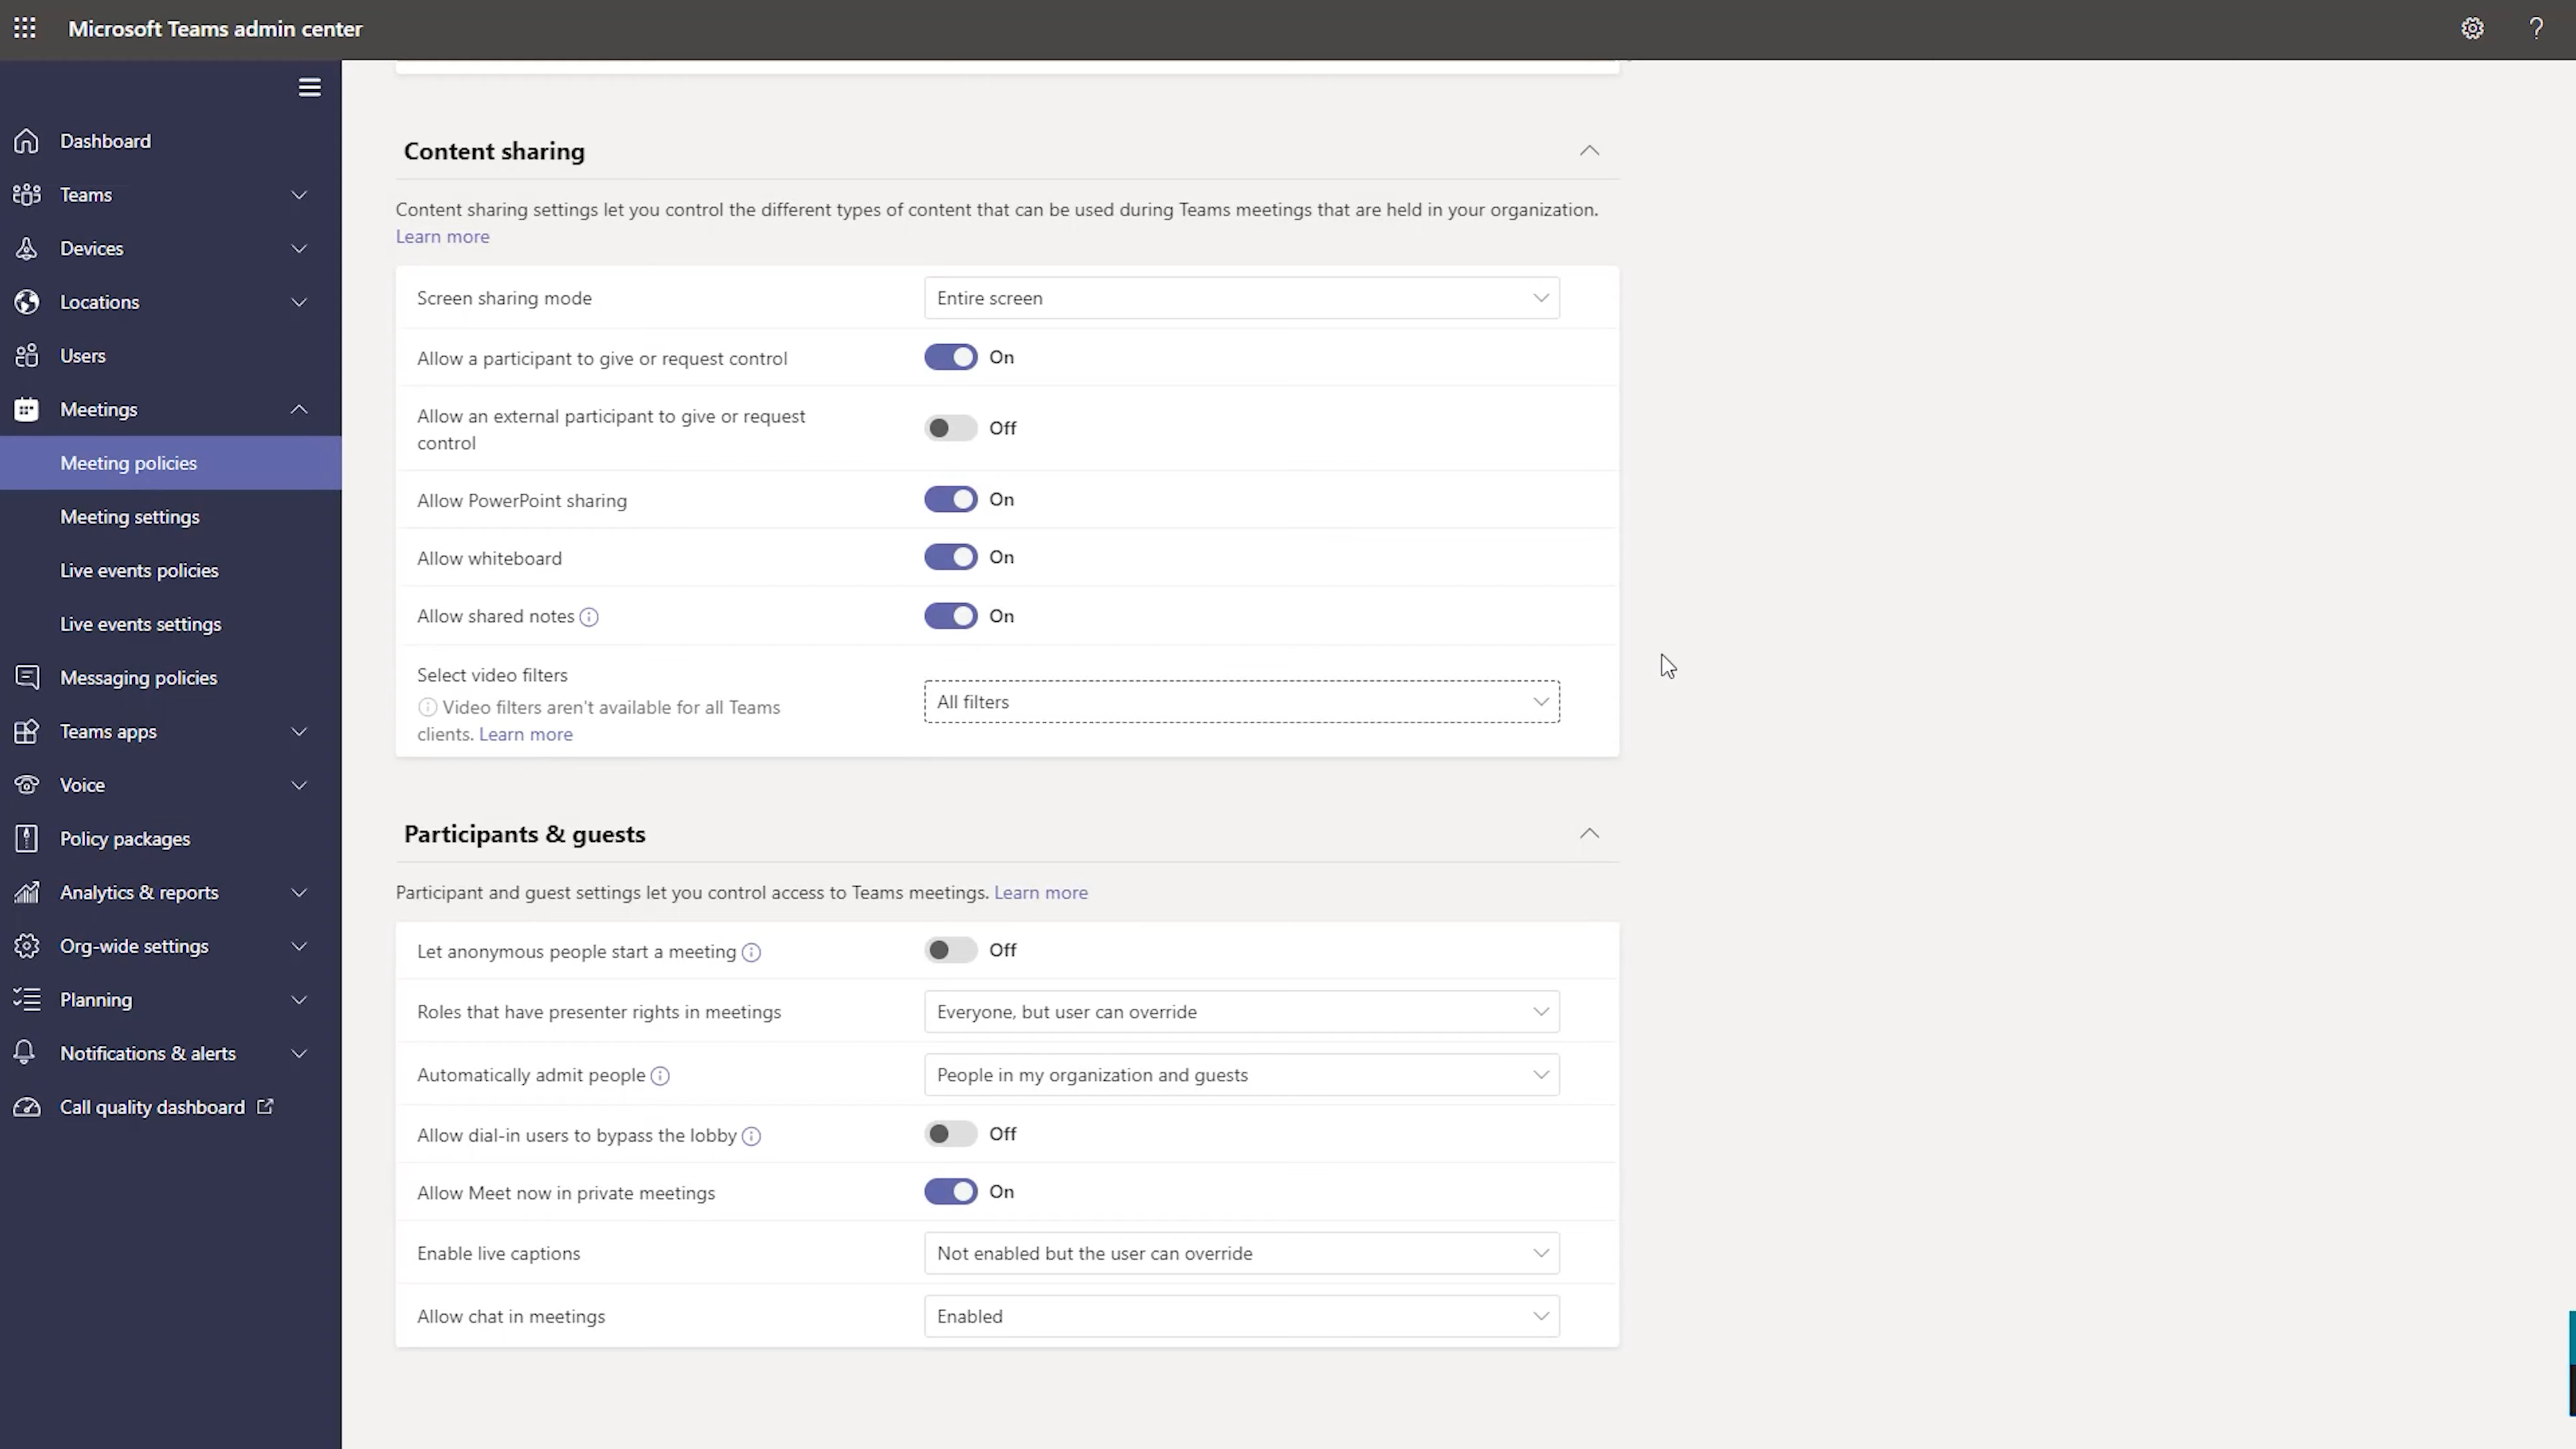 Microsoft Teams admin center
?
Dashboard
Teams
Devices
Locations
Users
Meetings
Meeting policies
Meeting settings
Live events policies
Live events settings
Messaging policies
Teams apps
Voice
Policy packages
Analytics & reports
Org-wide settings
Planning
Notifications & alerts
Call quality dashboard
Content sharing
Content sharing settings let you control the different types of content that can be used during Teams meetings that are held in your organization.
Learn more
Screen sharing mode
Entire screen
Allow a participant to give or request control
On
Allow an external participant to give or request
control
Off
Allow PowerPoint sharing
On
Allow whiteboard
On
Allow shared notes
On
Select video filters
Video filters aren't available for all Teams
clients. Learn more
All filters
Participants & guests
Participant and guest settings let you control access to Teams meetings. Learn more
Let anonymous people start a meeting
Off
Roles that have presenter rights in meetings
Everyone, but user can override
Automatically admit people
People in my organization and guests
Allow dial-in users to bypass the lobby
Off
Allow Meet now in private meetings
On
Enable live captions
Not enabled but the user can override
Allow chat in meetings
Enabled